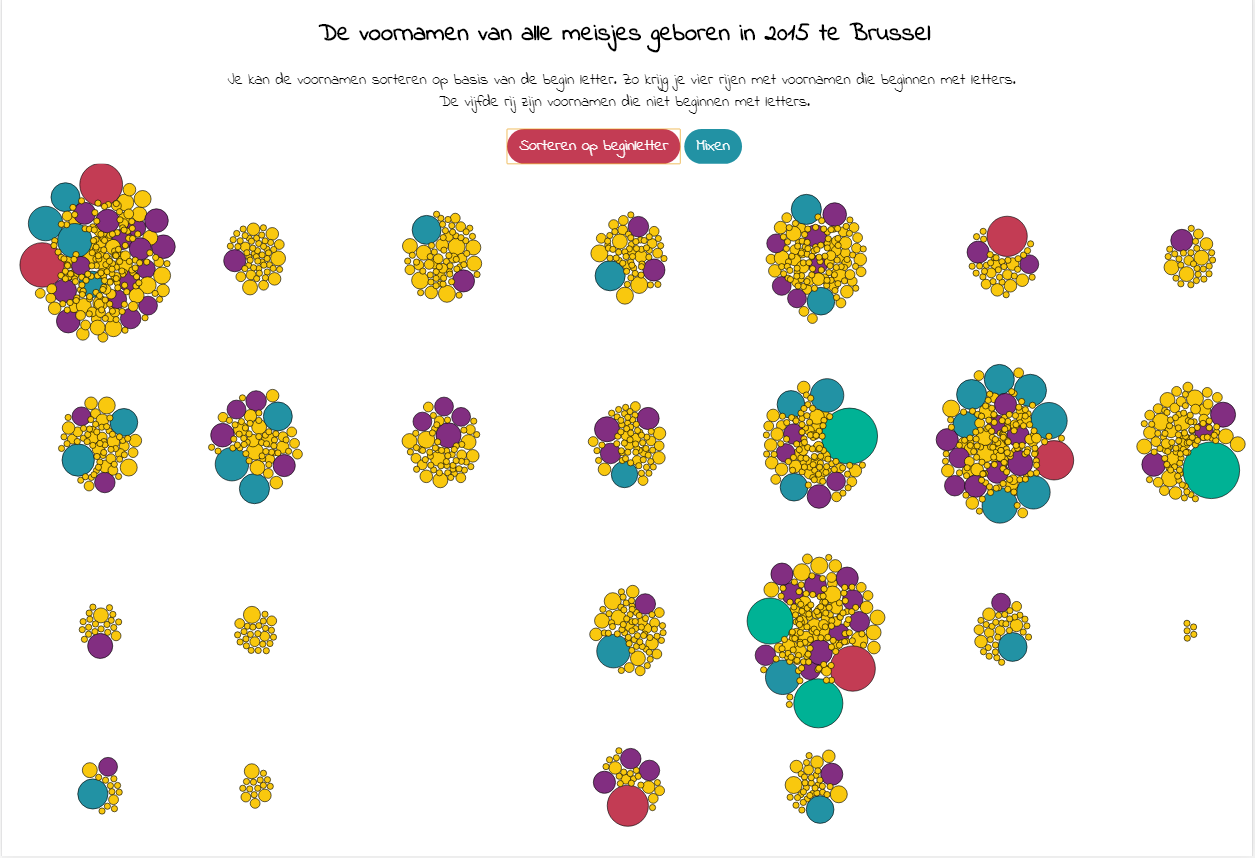 De voornamen van alle meisjes geboren in 2015 te Brussel
Je kan de voornamen sorteren op basis van de begin letter. Zo krijg je vier rijen met voornamen die beginnen met letters.
De vijfde rij zijn voornamen die niet beginnen met letters.
Sorteren op beginletter Mixen